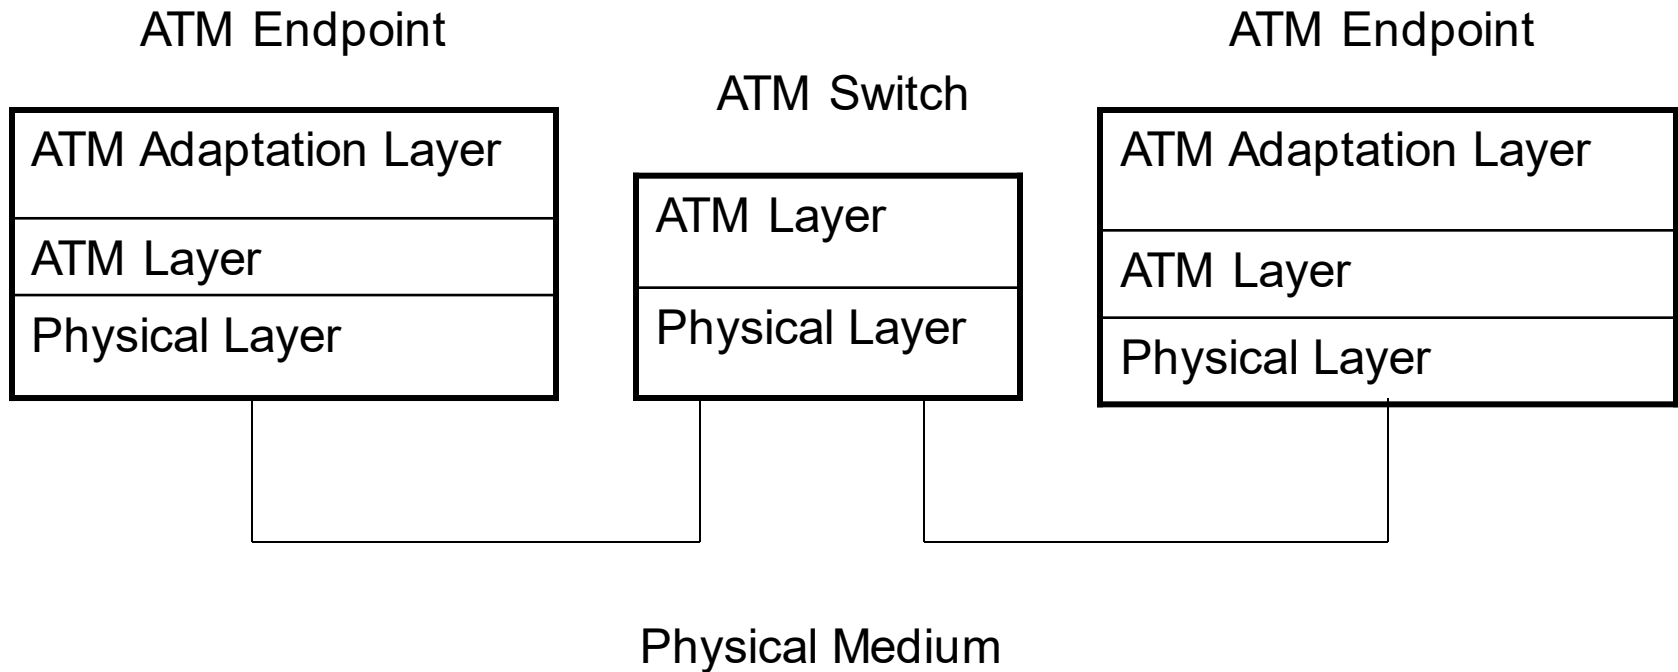 ATM Endpoint
ATM Endpoint
ATM Switch
ATM Adaptation Layer
ATM Layer
Physical Layer
ATM Layer
Physical Layer
ATM Adaptation Layer
ATM Layer
Physical Layer
Physical Medium